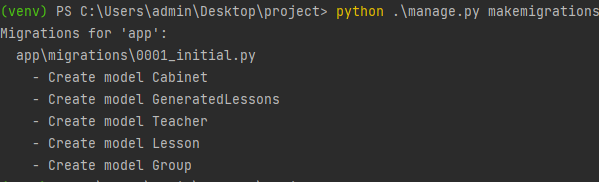 (venv) PS C:\Users\admin\Desktop\project> python .\manage.py makemigrations
Migrations for 'app':
app\migrations\0001_initial.py
- Create model Cabinet
- Create model GeneratedLessons
- Create model Teacher
- Create model Lesson
- Create model Group